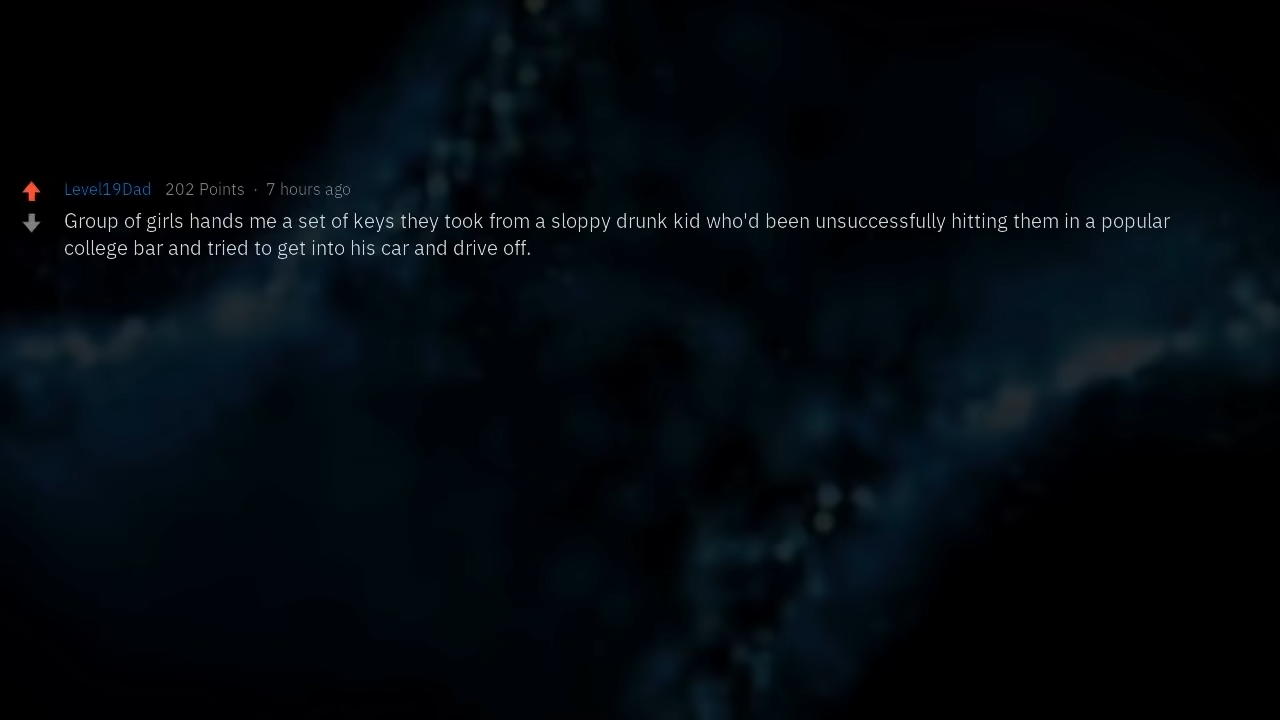 Level19Dad 202 Points · 7 hours ago
Group of girls hands me a set of keys they took from a sloppy drunk kid who'd been unsuccessfully hitting them in a popular
college bar and tried to get into his car and drive off.